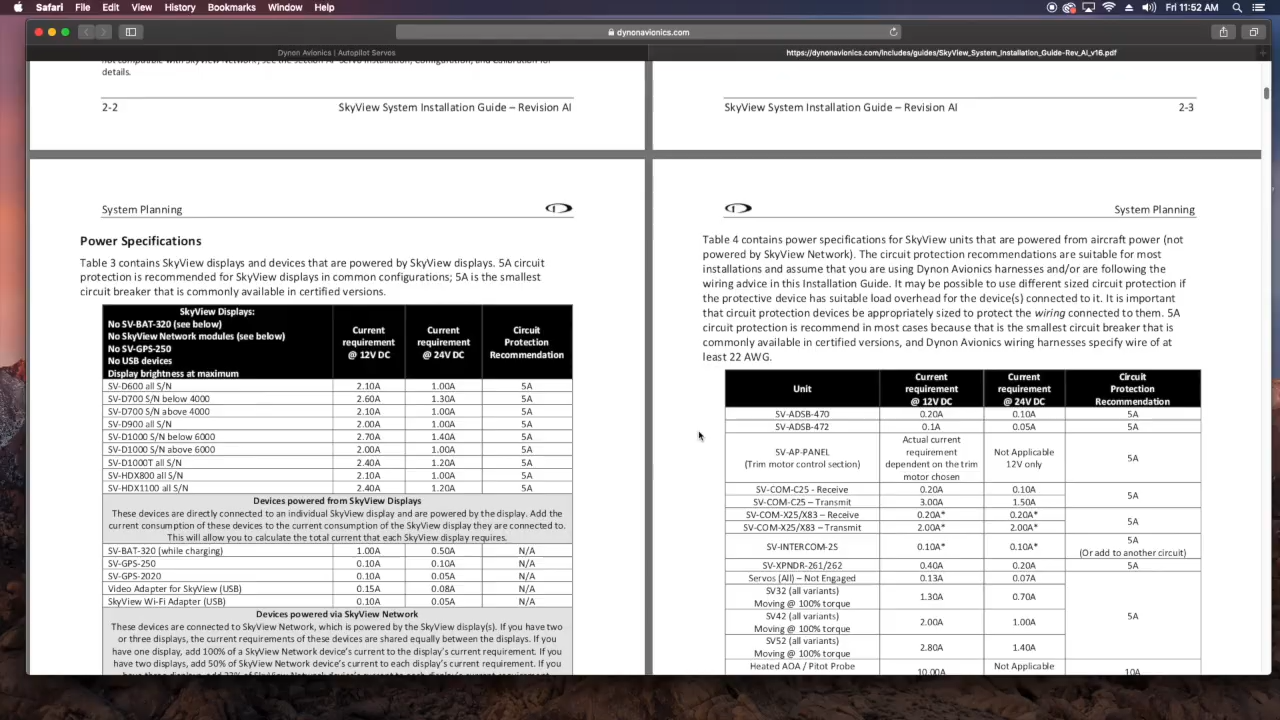 Safari File Edit View History Bookmarks Window Help Fri 11:52 AM
dynonavionics.com
Dynon Avionics | Autopilot Servos
https://dynonavionics.com/includes/guides/SkyView_System_Installation_Guide-Rev_AI_v16.pdf
details.
2-2 SkyView System Installation Guide – Revision AI
SkyView System Installation Guide – Revision AI 2-3
System Planning
Power Specifications
Table 3 contains SkyView displays and devices that are powered by SkyView displays. 5A circuit
protection is recommended for SkyView displays in common configurations; 5A is the smallest
circuit breaker that is commonly available in certified versions.
SkyView Displays:
No SV-BAT-320 (see below)
No SkyView Network modules (see below)
No SV-GPS-250
No USB devices
Display brightness at maximum
Current
requirement
@ 12V DC
Current
requirement
@ 24V DC
Circuit
Protection
Recommendation
SV-D600 all S/N 2.10A 1.00A 5A
SV-D700 S/N below 4000 2.60A 1.30A 5A
SV-D700 S/N above 4000 2.10A 1.00A 5A
SV-D900 all S/N 2.00A 1.00A 5A
SV-D1000 S/N below 6000 2.70A 1.40A 5A
SV-D1000 S/N above 6000 2.00A 1.00A 5A
SV-D1000T all S/N 2.40A 1.20A 5A
SV-HDX800 all S/N 2.10A 1.00A 5A
SV-HDX1100 all S/N 2.40A 1.20A 5A
Devices powered from SkyView Displays
These devices are directly connected to an individual SkyView display and are powered by the display. Add the
current consumption of these devices to the current consumption of the SkyView display they are connected to.
This will allow you to calculate the total current that each SkyView display requires.
SV-BAT-320 (while charging) 1.00A 0.50A N/A
SV-GPS-250 0.10A 0.10A N/A
SV-GPS-2020 0.10A 0.05A N/A
Video Adapter for SkyView (USB) 0.15A 0.08A N/A
SkyView Wi-Fi Adapter (USB) 0.10A 0.05A N/A
Devices powered via SkyView Network
These devices are connected to SkyView Network, which is powered by the SkyView display(s). If you have two
or three displays, the current requirements of these devices are shared equally between the displays. If you
have one display, add 100% of a SkyView Network device's current to the display's current requirement. If you
have two displays, add 50% of SkyView Network device's current to each display's current requirement. If you
System Planning
Table 4 contains power specifications for SkyView units that are powered from aircraft power (not
powered by SkyView Network). The circuit protection recommendations are suitable for most
installations and assume that you are using Dynon Avionics harnesses and/or are following the
wiring advice in this Installation Guide. It may be possible to use different sized circuit protection if
the protective device has suitable load overhead for the device(s) connected to it. It is important
that circuit protection devices be appropriately sized to protect the wiring connected to them. 5A
circuit protection is recommend in most cases because that is the smallest circuit breaker that is
commonly available in certified versions, and Dynon Avionics wiring harnesses specify wire of at
least 22 AWG.
Unit
Current
requirement
@ 12V DC
Current
requirement
@ 24V DC
Circuit
Protection
Recommendation
SV-ADSB-470 0.20A 0.10A 5A
SV-ADSB-472 0.1A 0.05A 5A
SV-AP-PANEL
(Trim motor control section)
Actual current
requirement
dependent on the trim
motor chosen
Not Applicable
12V only
5A
SV-COM-C25 - Receive 0.20A 0.10A
SV-COM-C25 – Transmit 3.00A 1.50A
5A
SV-COM-X25/X83 – Receive 0.20A* 0.20A*
SV-COM-X25/X83 – Transmit 2.00A* 2.00A*
5A
SV-INTERCOM-2S 0.10A* 0.10A*
5A
(Or add to another circuit)
SV-XPNDR-261/262 0.40A 0.20A 5A
Servos (All) – Not Engaged 0.13A 0.07A
SV32 (all variants)
Moving @ 100% torque
1.30A 0.70A
SV42 (all variants)
Moving @ 100% torque
2.00A 1.00A
5A
SV52 (all variants)
Moving @ 100% torque
2.80A 1.40A
Heated AOA / Pitot Probe
10.00A
Not Applicable
10A